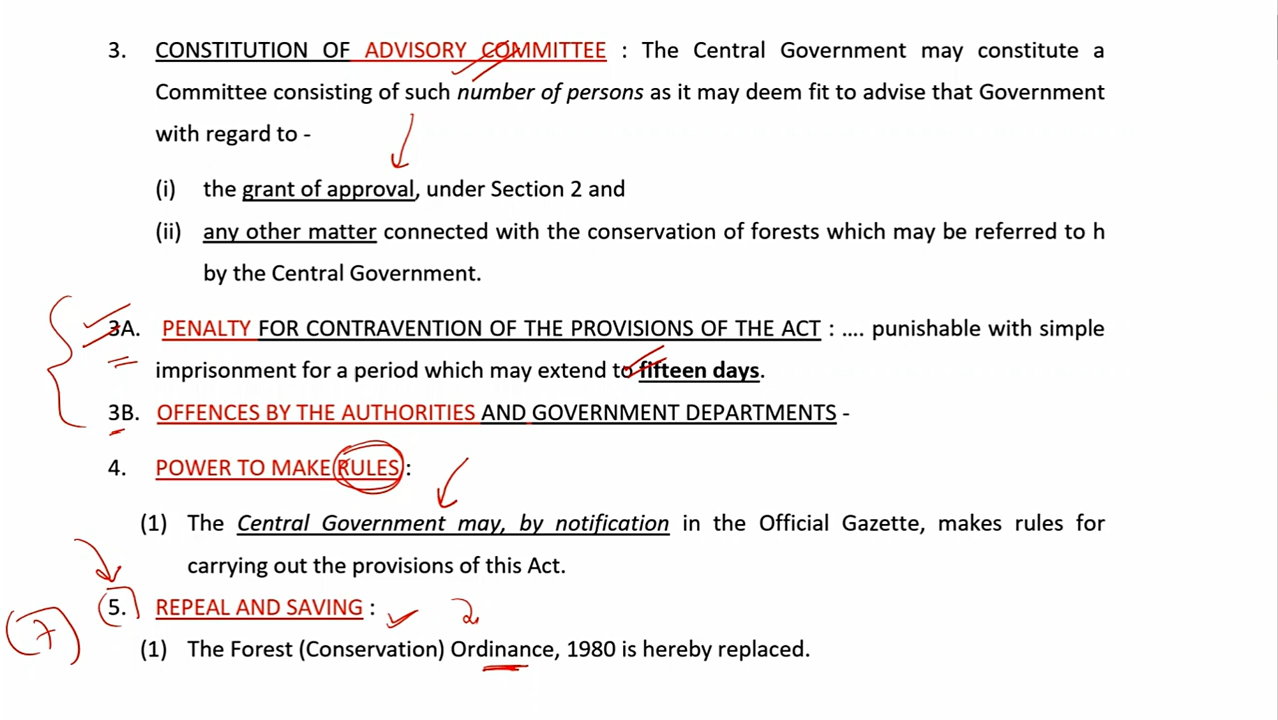 3. CONSTITUTION OF ADVISORY COMMITTEE : The Central Government may constitute a
Committee consisting of such number of persons as it may deem fit to advise that Government
with regard to -
(i) the grant of approval, under Section 2 and
(ii) any other matter connected with the conservation of forests which may be referred to h
by the Central Government.
3A. PENALTY FOR CONTRAVENTION OF THE PROVISIONS OF THE ACT : .... punishable with simple
imprisonment for a period which may extend to fifteen days.
3B. OFFENCES BY THE AUTHORITIES AND GOVERNMENT DEPARTMENTS -
4. POWER TO MAKE RULES :
(1) The Central Government may, by notification in the Official Gazette, makes rules for
carrying out the provisions of this Act.
5. REPEAL AND SAVING : 2
7 (1) The Forest (Conservation) Ordinance, 1980 is hereby replaced.